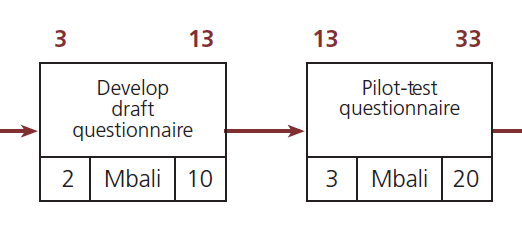 3 13 13 33
Develop
draft
questionnaire
2 Mbali 10
Pilot-test
questionnaire
3 Mbali 20